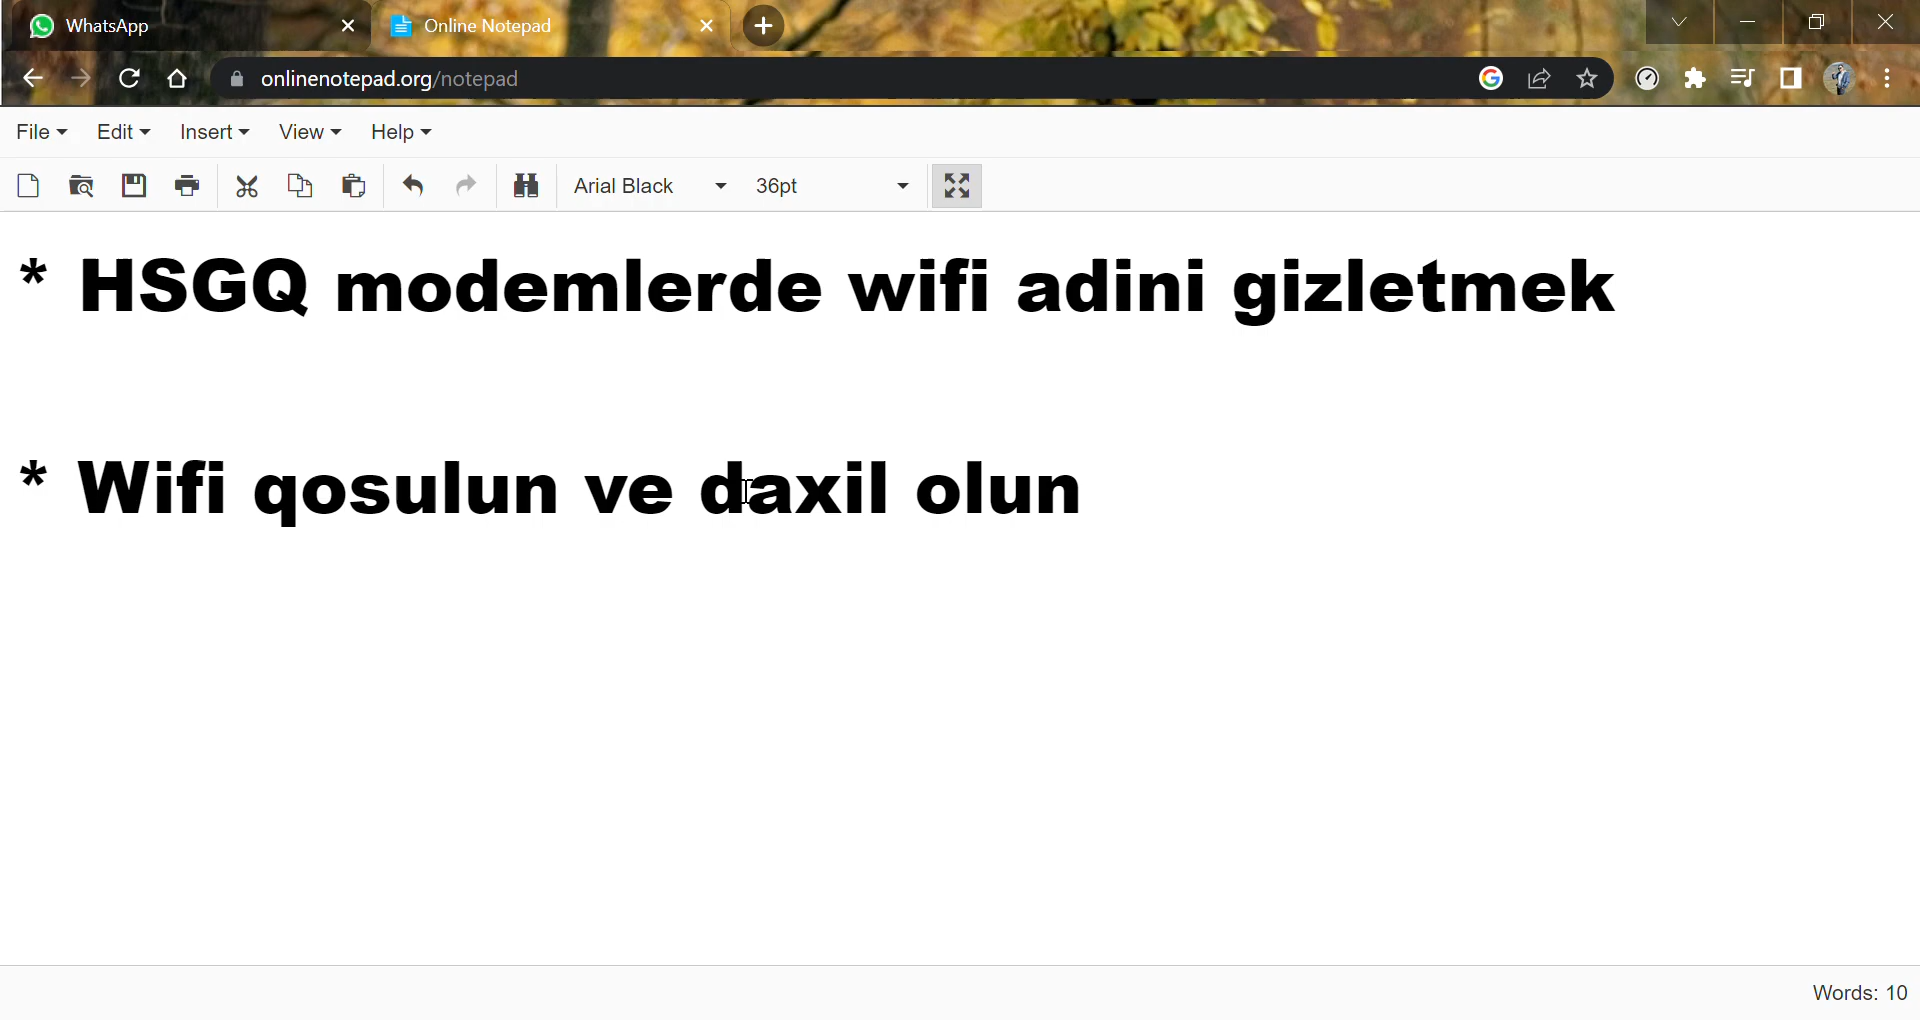 WhatsApp
Online Notepad
onlinenotepad.org/notepad
File Edit Insert View Help
Arial Black 36pt
* HSGQ modemlerde wifi adini gizletmek
* Wifi qosulun ve daxil olun
Words: 10